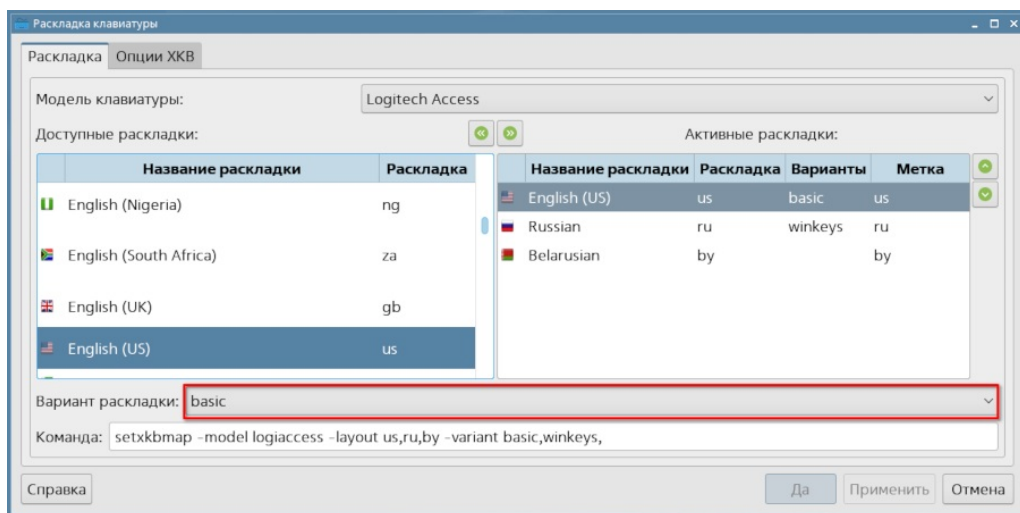 Раскладка клавиатуры
Раскладка Опции XKB
Модель клавиатуры: Logitech Access
Доступные раскладки: Активные раскладки:
Название раскладки Раскладка Название раскладки Раскладка Варианты Метка
English (Nigeria) ng English (US) us basic us
English (South Africa) za Russian ru winkeys ru
English (UK) gb Belarusian by by
English (US) us
Вариант раскладки: basic
Команда: setxkbmap -model logiaccess -layout us,ru,by -variant basic,winkeys,
Справка Да Применить Отмена